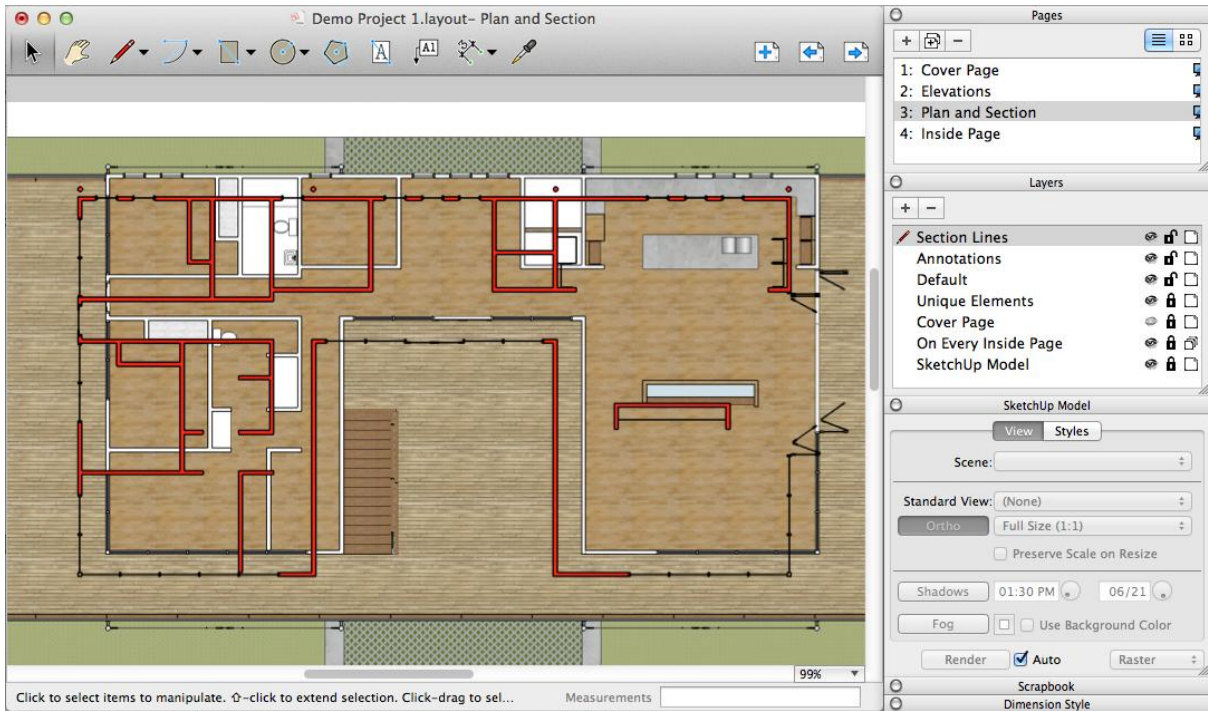 Demo Project 1.layout- Plan and Section
A
A1
Click to select items to manipulate. ⇧-click to extend selection. Click-drag to sel...
Measurements
99%
Pages
1: Cover Page
2: Elevations
3: Plan and Section
4: Inside Page
Layers
Section Lines
Annotations
Default
Unique Elements
Cover Page
On Every Inside Page
SketchUp Model
SketchUp Model
View Styles
Scene:
Standard View: (None)
Ortho Full Size (1:1)
Preserve Scale on Resize
Shadows 01:30 PM 06/21
Fog Use Background Color
Render Auto Raster
Scrapbook
Dimension Style